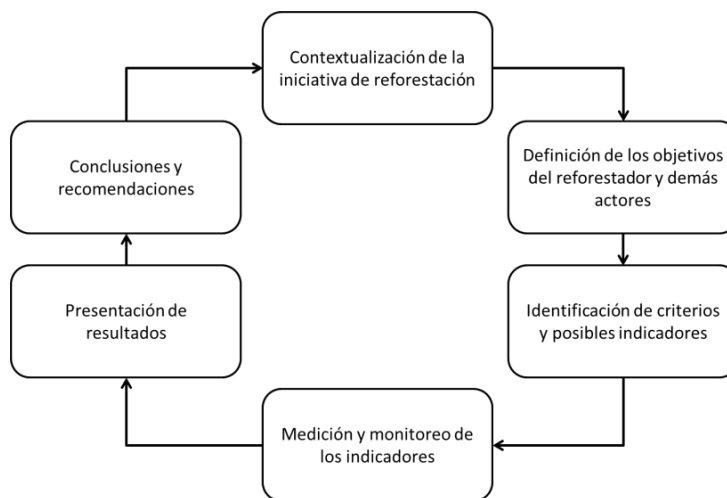 Contextualización de la
iniciativa de reforestación
Definición de los objetivos
del reforestador y demás
actores
Identificación de criterios
y posibles indicadores
Medición y monitoreo de
los indicadores
Presentación de
resultados
Conclusiones y
recomendaciones